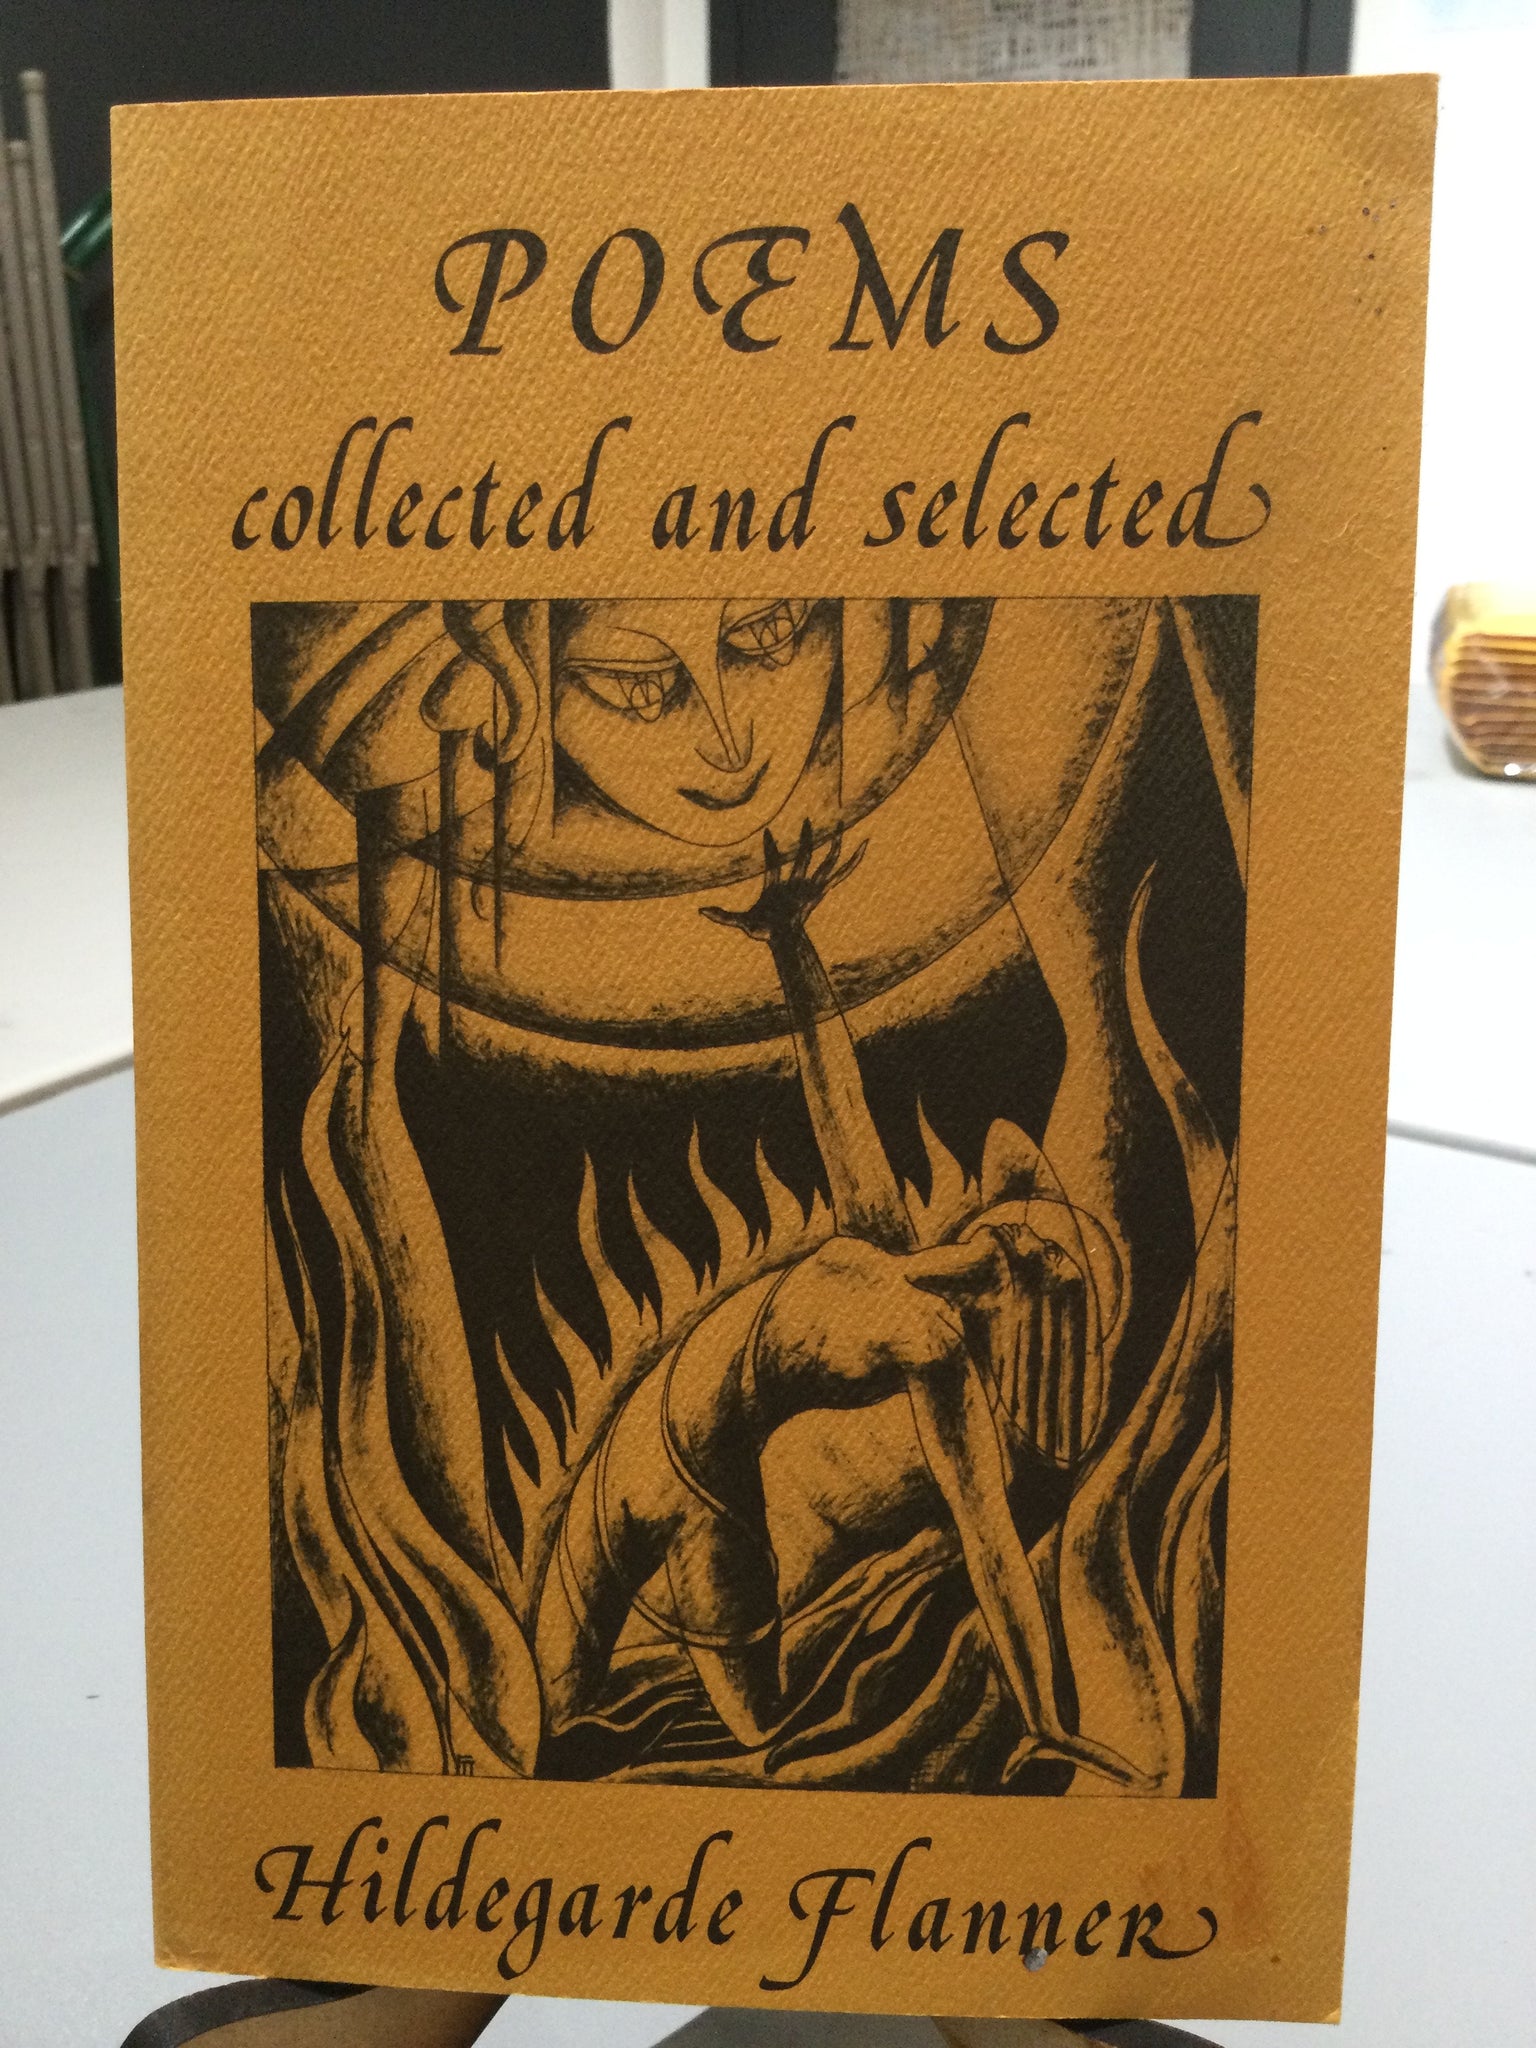 POEMS
collected and selected
Hildegarde Flanner